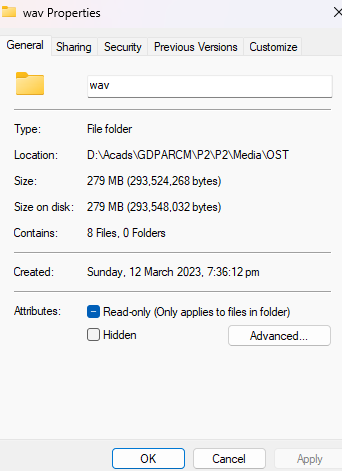 wav Properties
General Sharing Security Previous Versions Customize
wav
Type: File folder
Location: D:\Acads\GDPARCM\P2\P2\Media\OST
Size: 279 MB (293,524,268 bytes)
Size on disk: 279 MB (293,548,032 bytes)
Contains: 8 Files, 0 Folders
Created: Sunday, 12 March 2023, 7:36:12 pm
Attributes: Read-only (Only applies to files in folder)
Hidden Advanced...
OK Cancel Apply